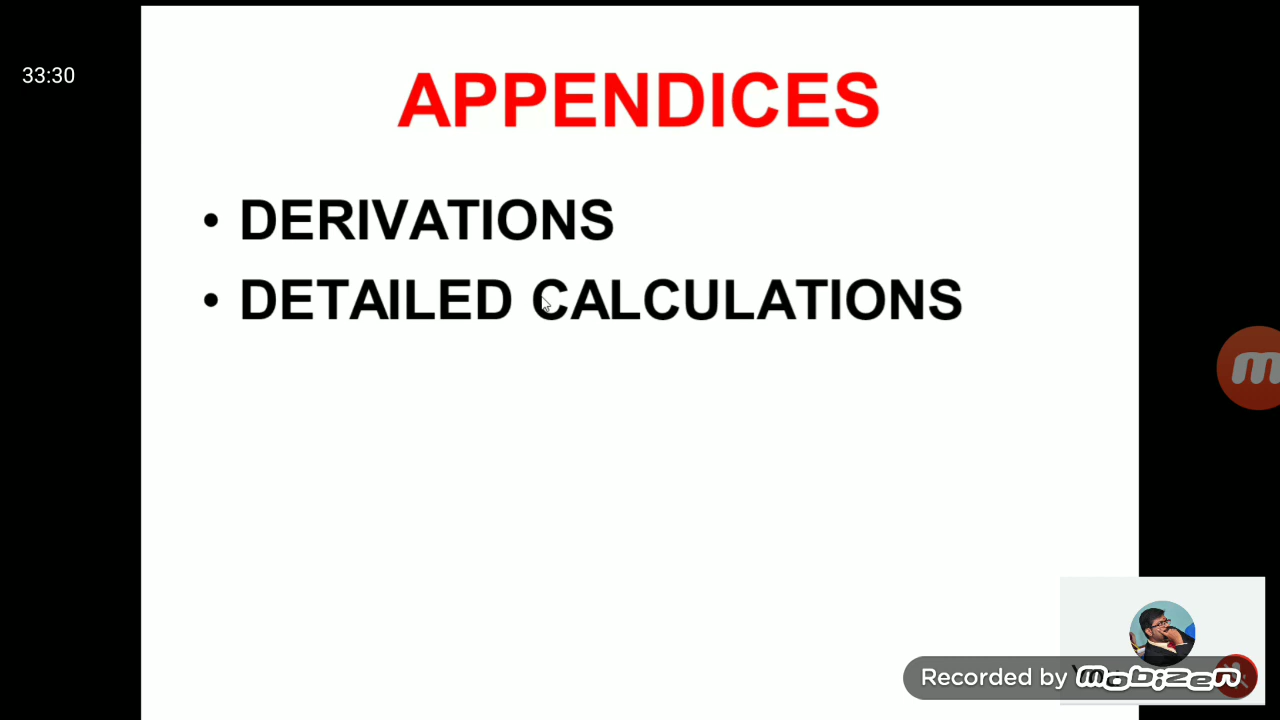 33:30
APPENDICES
• DERIVATIONS
• DETAILED CALCULATIONS
m
Recorded by mobizen